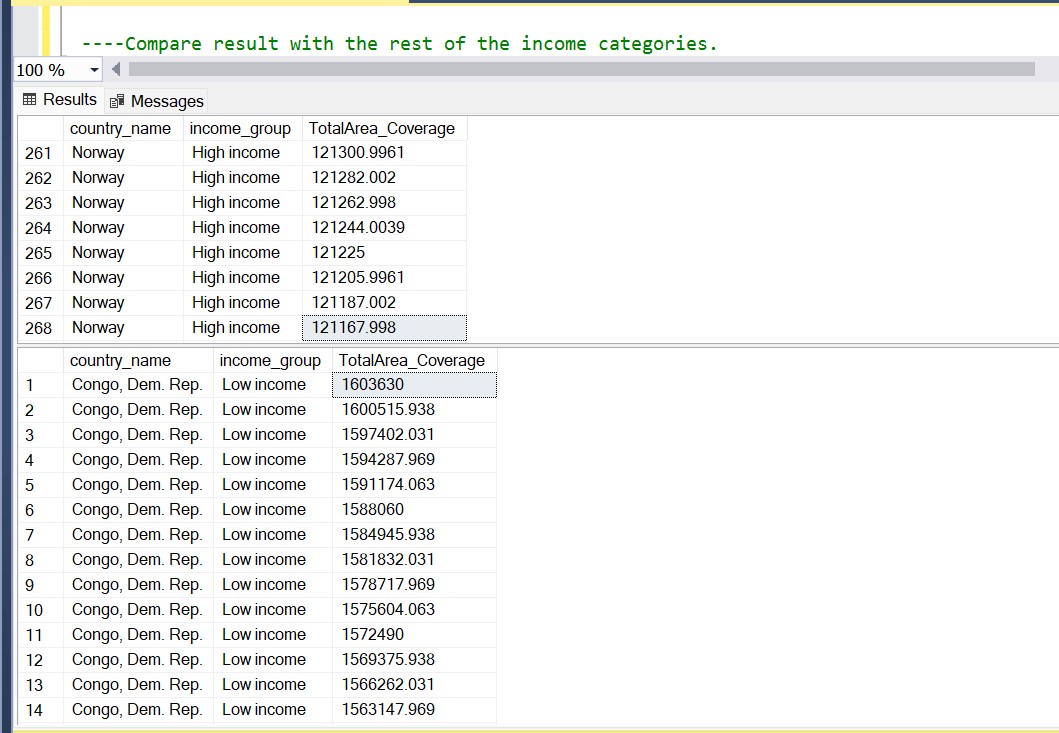 ----Compare result with the rest of the income categories.
100 %
Results Messages
country_name income_group TotalArea_Coverage
261 Norway High income 121300.9961
262 Norway High income 121282.002
263 Norway High income 121262.998
264 Norway High income 121244.0039
265 Norway High income 121225
266 Norway High income 121205.9961
267 Norway High income 121187.002
268 Norway High income 121167.998
country_name income_group TotalArea_Coverage
1 Congo, Dem. Rep. Low income 1603630
2 Congo, Dem. Rep. Low income 1600515.938
3 Congo, Dem. Rep. Low income 1597402.031
4 Congo, Dem. Rep. Low income 1594287.969
5 Congo, Dem. Rep. Low income 1591174.063
6 Congo, Dem. Rep. Low income 1588060
7 Congo, Dem. Rep. Low income 1584945.938
8 Congo, Dem. Rep. Low income 1581832.031
9 Congo, Dem. Rep. Low income 1578717.969
10 Congo, Dem. Rep. Low income 1575604.063
11 Congo, Dem. Rep. Low income 1572490
12 Congo, Dem. Rep. Low income 1569375.938
13 Congo, Dem. Rep. Low income 1566262.031
14 Congo, Dem. Rep. Low income 1563147.969